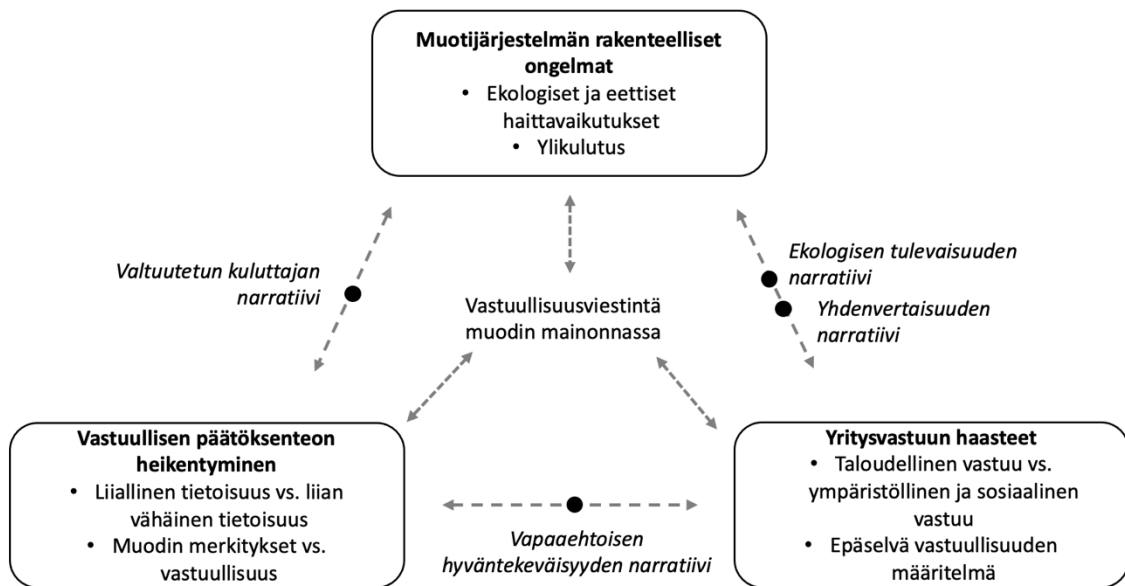 Muotijärjestelmän rakenteelliset
ongelmat
• Ekologiset ja eettiset
haittavaikutukset
• Ylikulutus
Valtuutetun kuluttajan
narratiivi
Ekologisen tulevaisuuden
narratiivi
Yhdenvertaisuuden
narratiivi
Vastuullisuusviestintä
muodin mainonnassa
Vastuullisen päätöksenteon
heikentyminen
• Liiallinen tietoisuus vs. liian
vähäinen tietoisuus
• Muodin merkitykset vs.
vastuullisuus
Vapaaehtoisen
hyväntekeväisyyden narratiivi
Yritysvastuun haasteet
• Taloudellinen vastuu vs.
ympäristöllinen ja sosiaalinen
vastuu
• Epäselvä vastuullisuuden
määritelmä